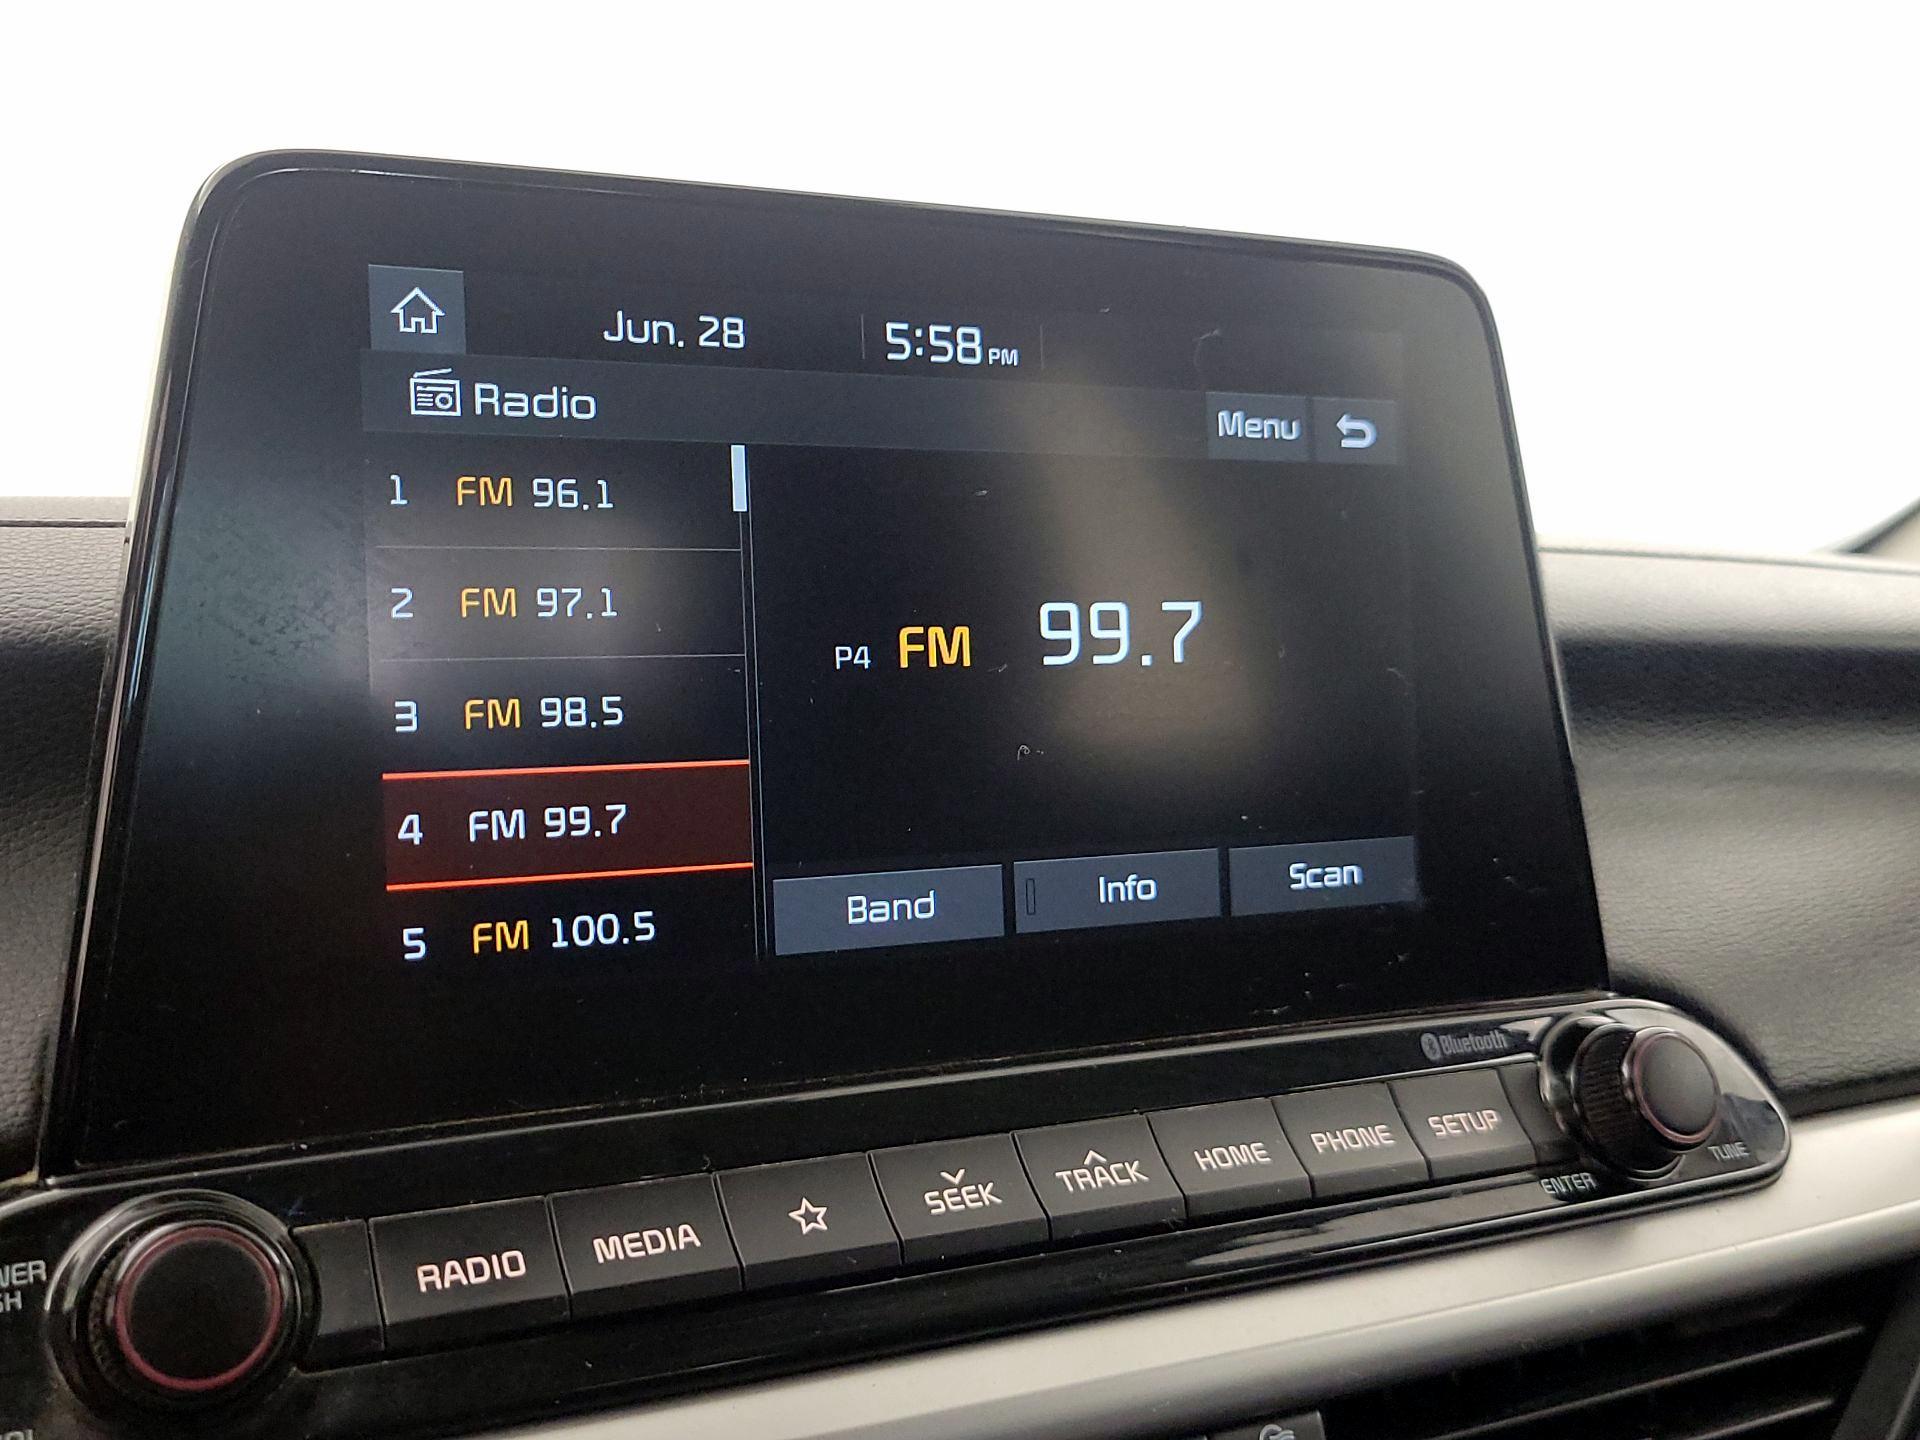 Jun. 28 5:58 PM
Radio
Menu
1 FM 96.1
2 FM 97.1
3 FM 98.5
4 FM 99.7
5 FM 100.5
P4 FM 99.7
Band Info Scan
Bluetooth
RADIO MEDIA SEEK TRACK HOME PHONE SETUP
ENTER TUNE